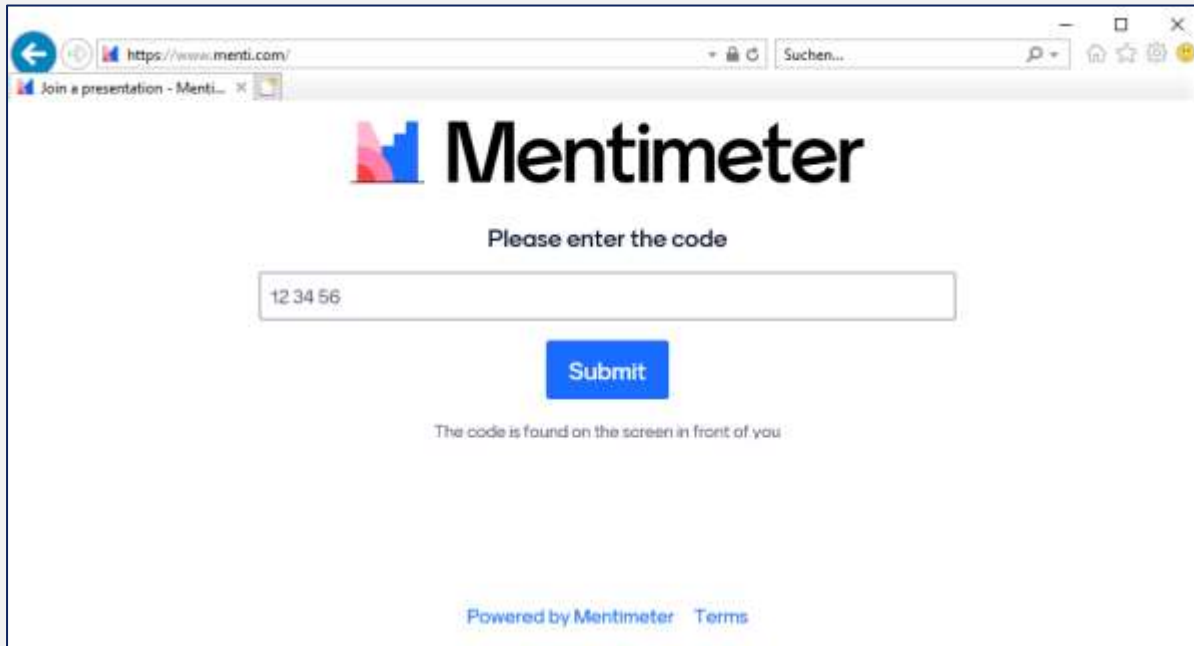 https://www.menti.com/
Suchen...
Join a presentation - Menti...
Mentimeter
Please enter the code
12 34 56
Submit
The code is found on the screen in front of you
Powered by Mentimeter Terms